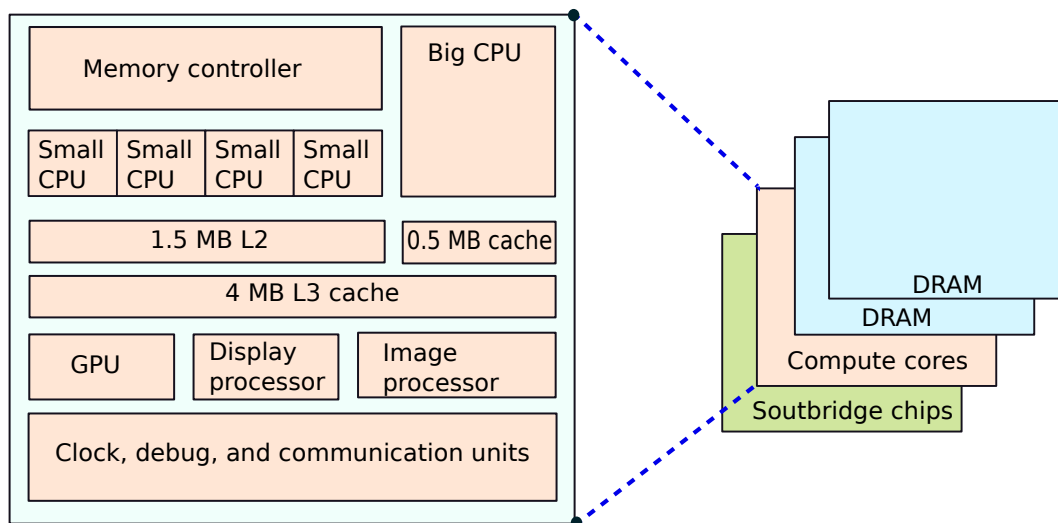 Memory controller
Big CPU
Small Small Small Small
CPU CPU CPU CPU
1.5 MB L2
0.5 MB cache
4 MB L3 cache
GPU
Display
processor
Image
processor
Clock, debug, and communication units
DRAM
DRAM
Compute cores
Soutbridge chips